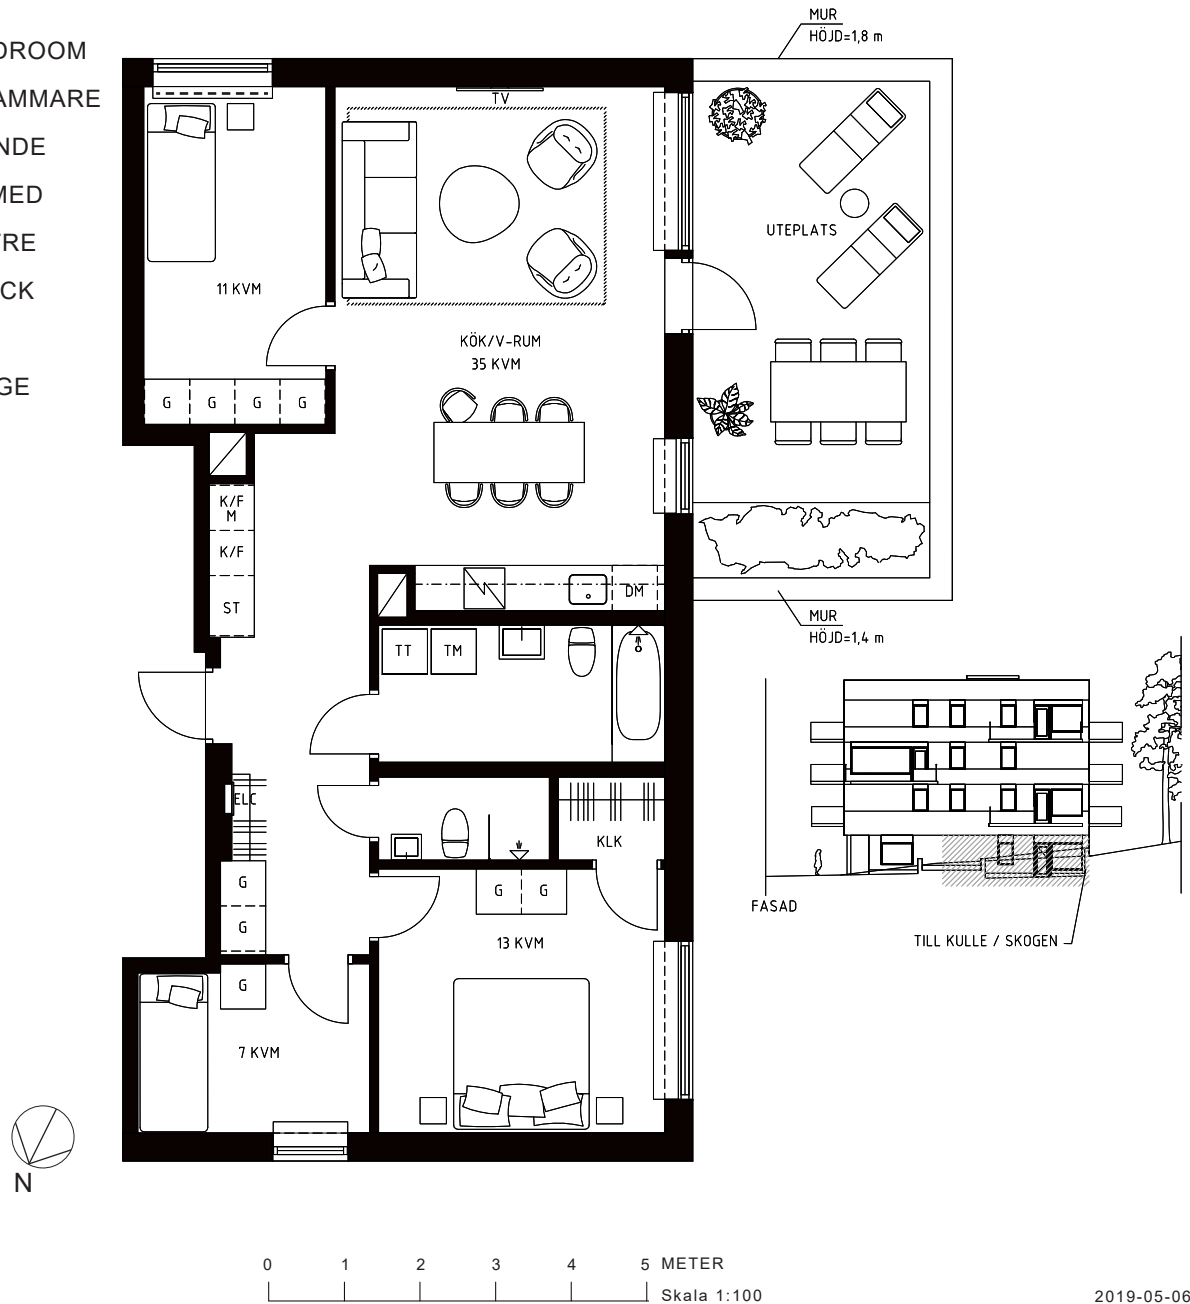 DROOM
AMMARE
NDE
MED
TRE
CK
GE
MUR
HÖJD=1,8 m
TV
UTEPLATS
11 KVM
KÖK/V-RUM
35 KVM
G G G G
K/F
M
K/F
ST
DM
MUR
HÖJD=1,4 m
TT TM
ELC
KLK
G
G
G G
13 KVM
G
7 KVM
FASAD
TILL KULLE / SKOGEN
N
0 1 2 3 4 5 METER
Skala 1:100
2019-05-06